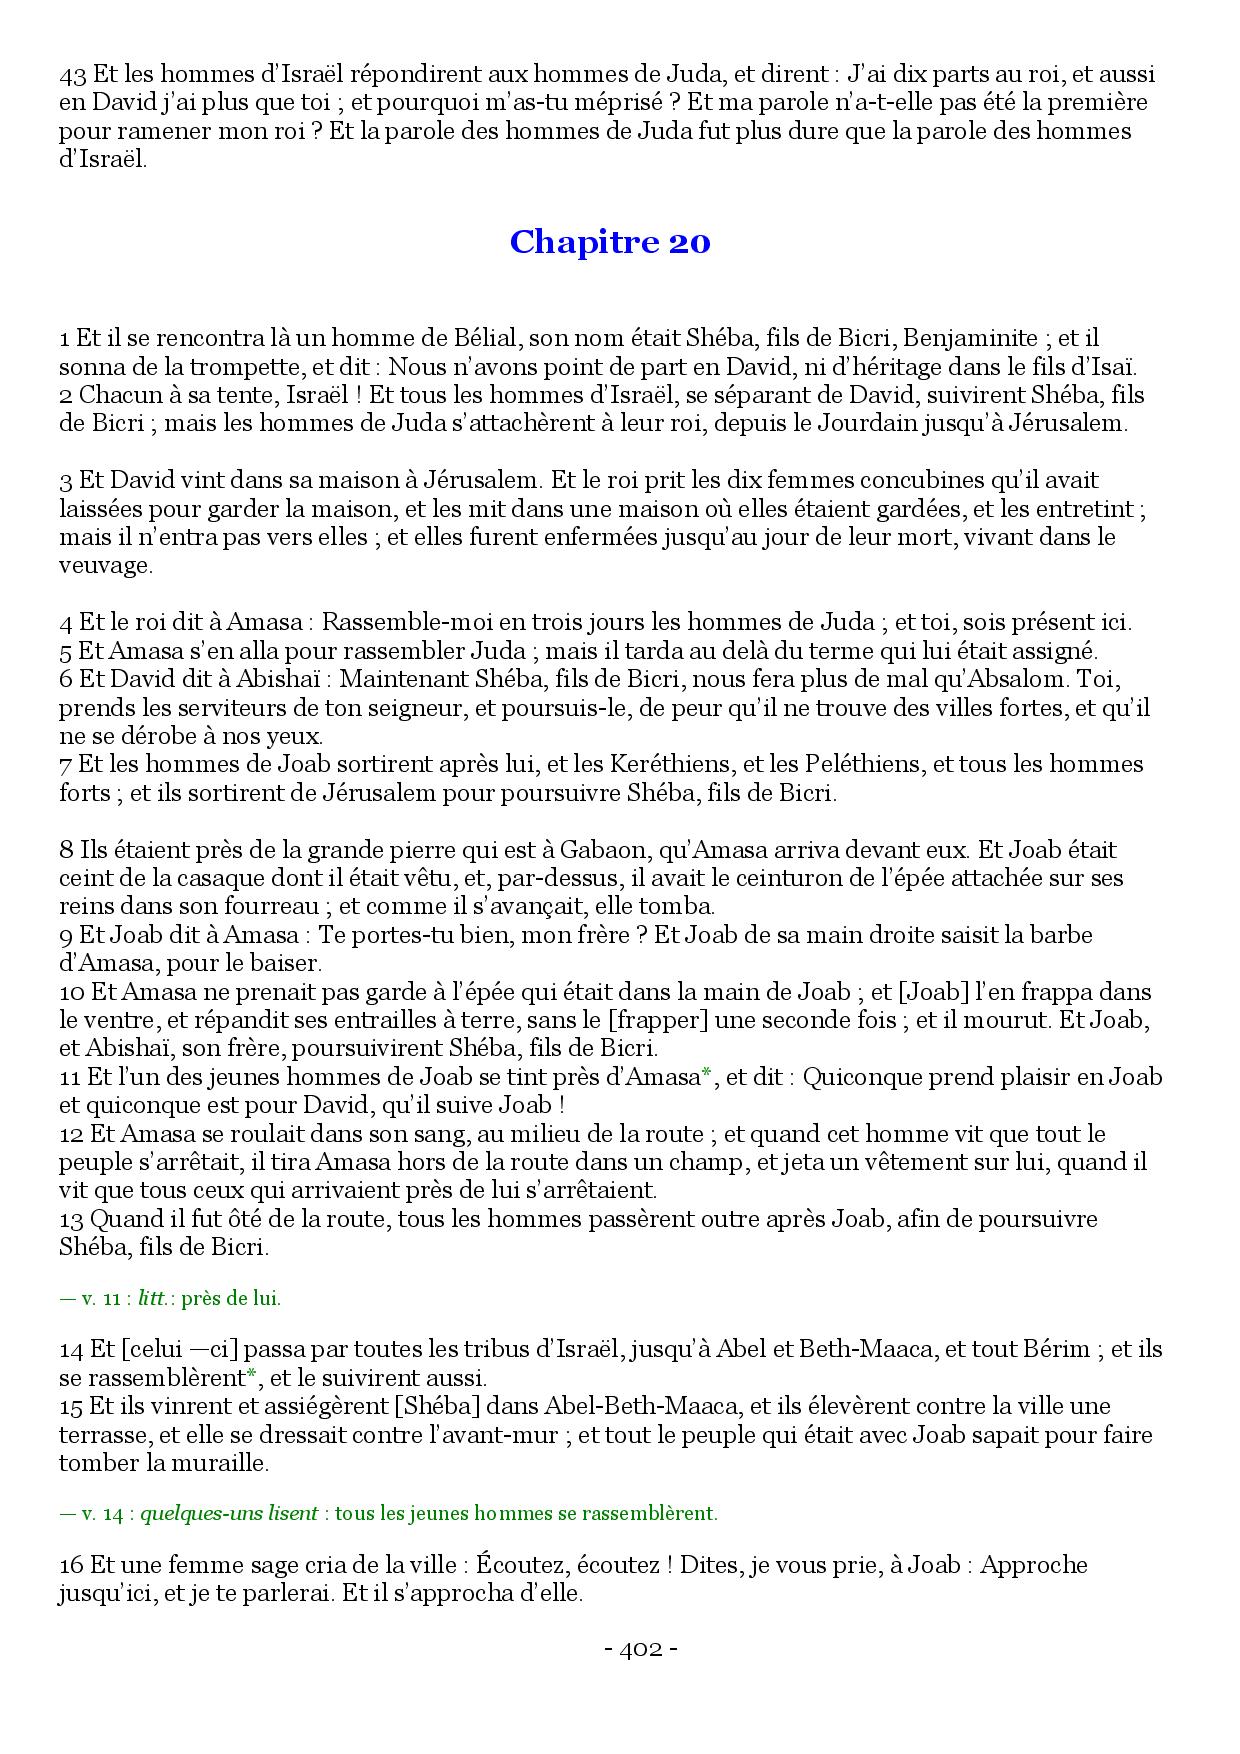 43 Et les hommes d’Israël répondirent aux hommes de Juda, et dirent : J’ai dix parts au roi, et aussi
en David j’ai plus que toi ; et pourquoi m’as-tu méprisé ? Et ma parole n’a-t-elle pas été la première
pour ramener mon roi ? Et la parole des hommes de Juda fut plus dure que la parole des hommes
d’Israël.
Chapitre 20
1 Et il se rencontra là un homme de Bélial, son nom était Shéba, fils de Bicri, Benjaminite ; et il
sonna de la trompette, et dit : Nous n’avons point de part en David, ni d’héritage dans le fils d’Isaï.
2 Chacun à sa tente, Israël ! Et tous les hommes d’Israël, se séparant de David, suivirent Shéba, fils
de Bicri ; mais les hommes de Juda s’attachèrent à leur roi, depuis le Jourdain jusqu’à Jérusalem.
3 Et David vint dans sa maison à Jérusalem. Et le roi prit les dix femmes concubines qu’il avait
laissées pour garder la maison, et les mit dans une maison où elles étaient gardées, et les entretint ;
mais il n’entra pas vers elles ; et elles furent enfermées jusqu’au jour de leur mort, vivant dans le
veuvage.
4 Et le roi dit à Amasa : Rassemble-moi en trois jours les hommes de Juda ; et toi, sois présent ici.
5 Et Amasa s’en alla pour rassembler Juda ; mais il tarda au delà du terme qui lui était assigné.
6 Et David dit à Abishaï : Maintenant Shéba, fils de Bicri, nous fera plus de mal qu’Absalom. Toi,
prends les serviteurs de ton seigneur, et poursuis-le, de peur qu’il ne trouve des villes fortes, et qu’il
ne se dérobe à nos yeux.
7 Et les hommes de Joab sortirent après lui, et les Keréthiens, et les Peléthiens, et tous les hommes
forts ; et ils sortirent de Jérusalem pour poursuivre Shéba, fils de Bicri.
8 Ils étaient près de la grande pierre qui est à Gabaon, qu’Amasa arriva devant eux. Et Joab était
ceint de la casaque dont il était vêtu, et, par-dessus, il avait le ceinturon de l’épée attachée sur ses
reins dans son fourreau ; et comme il s’avançait, elle tomba.
9 Et Joab dit à Amasa : Te portes-tu bien, mon frère ? Et Joab de sa main droite saisit la barbe
d’Amasa, pour le baiser.
10 Et Amasa ne prenait pas garde à l’épée qui était dans la main de Joab ; et [Joab] l’en frappa dans
le ventre, et répandit ses entrailles à terre, sans le [frapper] une seconde fois ; et il mourut. Et Joab,
et Abishaï, son frère, poursuivirent Shéba, fils de Bicri.
11 Et l’un des jeunes hommes de Joab se tint près d’Amasa*, et dit : Quiconque prend plaisir en Joab
et quiconque est pour David, qu’il suive Joab !
12 Et Amasa se roulait dans son sang, au milieu de la route ; et quand cet homme vit que tout le
peuple s’arrêtait, il tira Amasa hors de la route dans un champ, et jeta un vêtement sur lui, quand il
vit que tous ceux qui arrivaient près de lui s’arrêtaient.
13 Quand il fut ôté de la route, tous les hommes passèrent outre après Joab, afin de poursuivre
Shéba, fils de Bicri.
— v. 11 : litt.: près de lui.
14 Et [celui —ci] passa par toutes les tribus d’Israël, jusqu’à Abel et Beth-Maaca, et tout Bérim ; et ils
se rassemblèrent*, et le suivirent aussi.
15 Et ils vinrent et assiégèrent [Shéba] dans Abel-Beth-Maaca, et ils élevèrent contre la ville une
terrasse, et elle se dressait contre l’avant-mur ; et tout le peuple qui était avec Joab sapait pour faire
tomber la muraille.
— v. 14 : quelques-uns lisent : tous les jeunes hommes se rassemblèrent.
16 Et une femme sage cria de la ville : Écoutez, écoutez ! Dites, je vous prie, à Joab : Approche
jusqu’ici, et je te parlerai. Et il s’approcha d’elle.
- 402 -